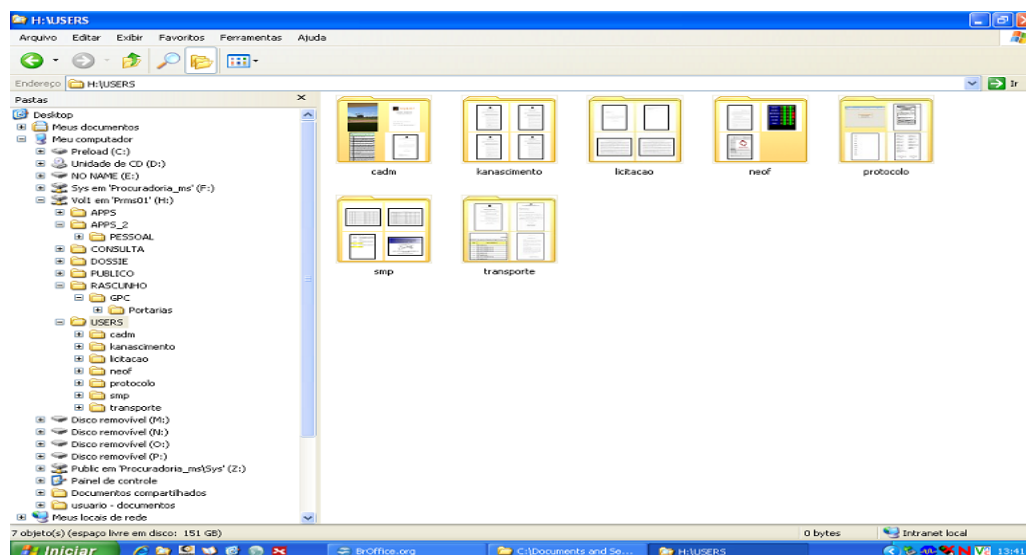 H:\USERS
Arquivo Editar Exibir Favoritos Ferramentas Ajuda
Endereço H:\USERS Ir
Pastas
Desktop
Meus documentos
Meu computador
Preload (C:)
Unidade de CD (D:)
NO NAME (E:)
Sys em 'Procuradoria_ms' (F:)
Vol1 em 'Prms01' (H:)
APPS
APPS_2
PESSOAL
CONSULTA
DOSSIE
PUBLICO
RASCUNHO
GPC
Portarias
USERS
cadm
kanascimento
licitacao
neof
protocolo
smp
transporte
Disco removível (M:)
Disco removível (N:)
Disco removível (O:)
Disco removível (P:)
Public em 'Procuradoria_ms\Sys' (Z:)
Painel de controle
Documentos compartilhados
usuario - documentos
Meus locais de rede
cadm kanascimento licitacao neof protocolo
smp transporte
7 objeto(s) (espaço livre em disco: 151 GB) 0 bytes Intranet local
Iniciar BrOffice.org C:\Documents and Se... H:\USERS 13:41